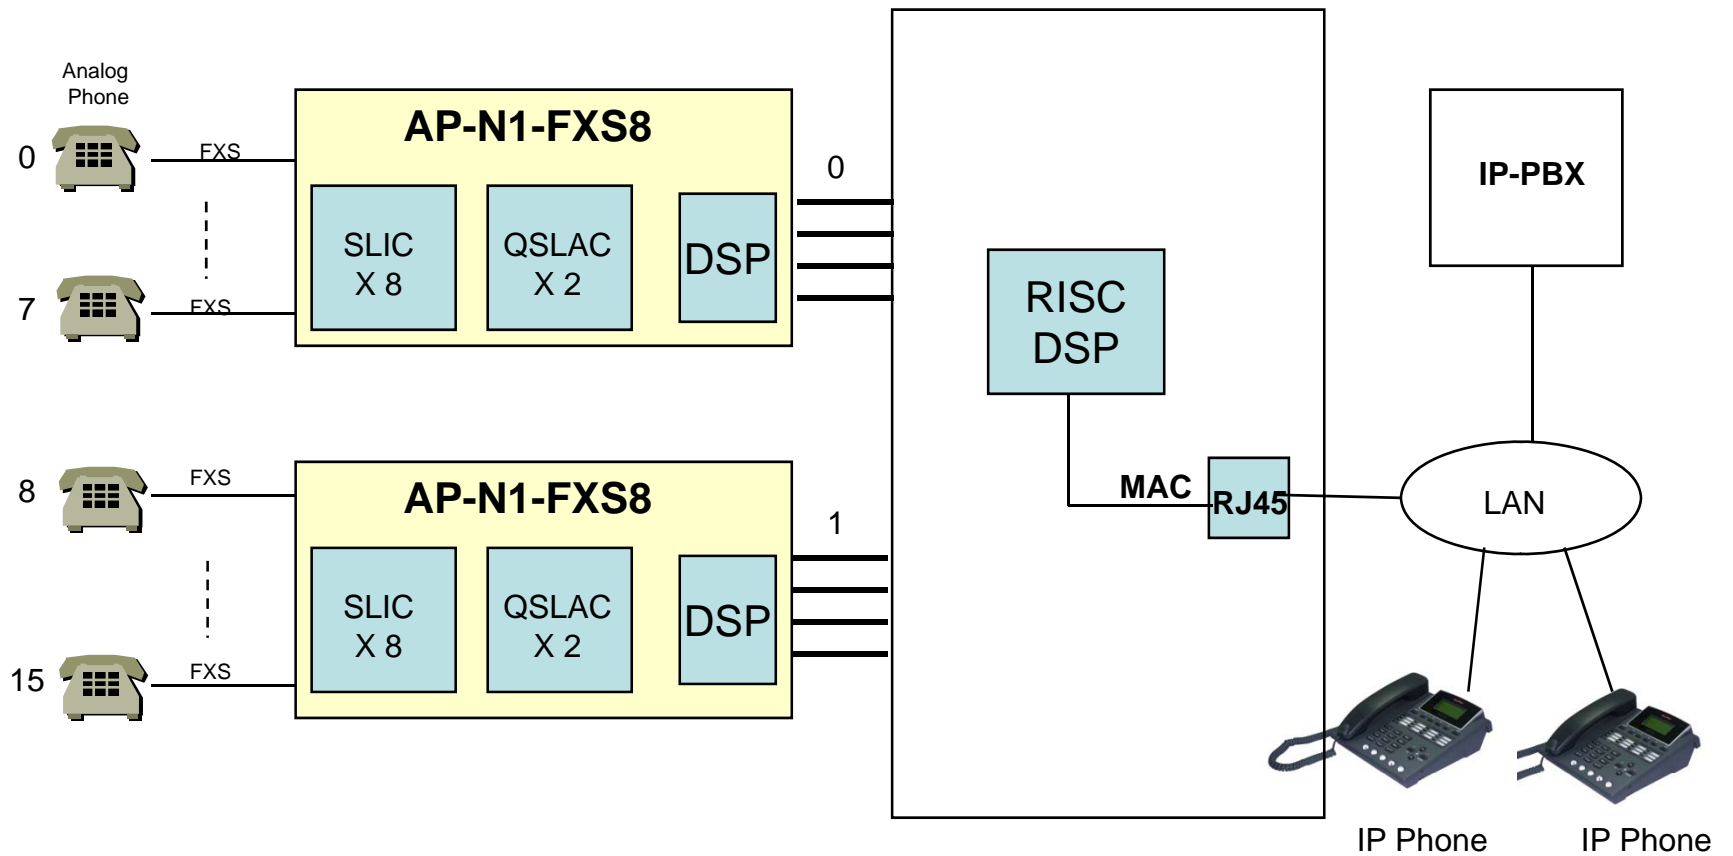 Analog
Phone
0
FXS
7
FXS
AP-N1-FXS8
SLIC
X 8
QSLAC
X 2
DSP
0
8
FXS
15
FXS
AP-N1-FXS8
SLIC
X 8
QSLAC
X 2
DSP
1
RISC
DSP
MAC
RJ45
IP-PBX
LAN
IP Phone
IP Phone